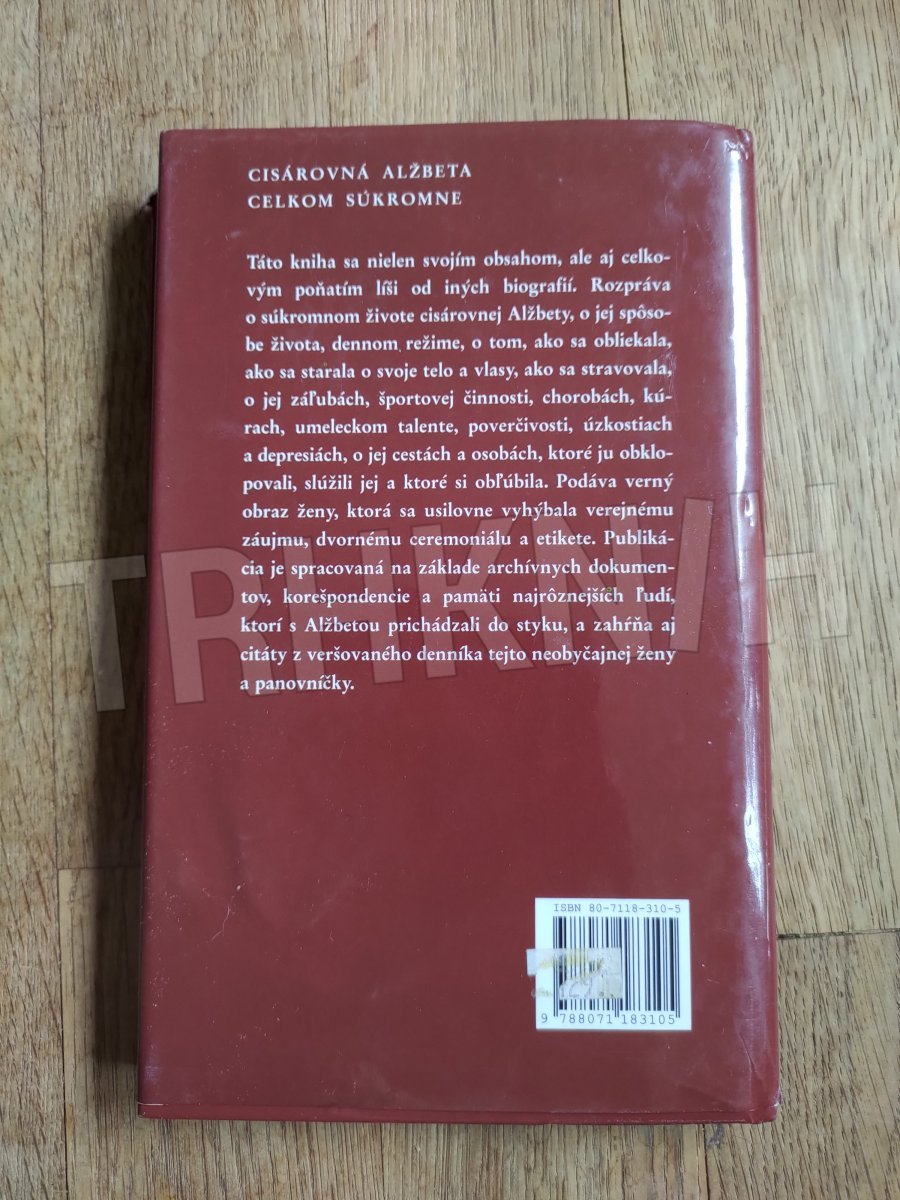 CISÁROVNÁ ALŽBETA
CELKOM SÚKROMNE
Táto kniha sa nielen svojím obsahom, ale aj celko-
vým poňatím líši od iných biografií. Rozpráva
o súkromnom živote cisárovnej Alžbety, o jej spôso-
be života, dennom režime, o tom, ako sa obliekala,
ako sa starala o svoje telo a vlasy, ako sa stravovala,
o jej záľubách, športovej činnosti, chorobách, kú-
rach, umeleckom talente, poverčivosti, úzkostiach
a depresiách, o jej cestách a osobách, ktoré ju obklo-
povali, slúžili jej a ktoré si obľúbila. Podáva verný
obraz ženy, ktorá sa usilovne vyhýbala verejnému
záujmu, dvornému ceremoniálu a etikete. Publiká-
cia je spracovaná na základe archívnych dokumen-
tov, korešpondencie a pamäti najrôznejších ľudí,
ktorí s Alžbetou prichádzali do styku, a zahŕňa aj
citáty z veršovaného denníka tejto neobyčajnej ženy
a panovníčky.
TRHKNIH
ISBN 80-7118-310-5
9 788071 183105